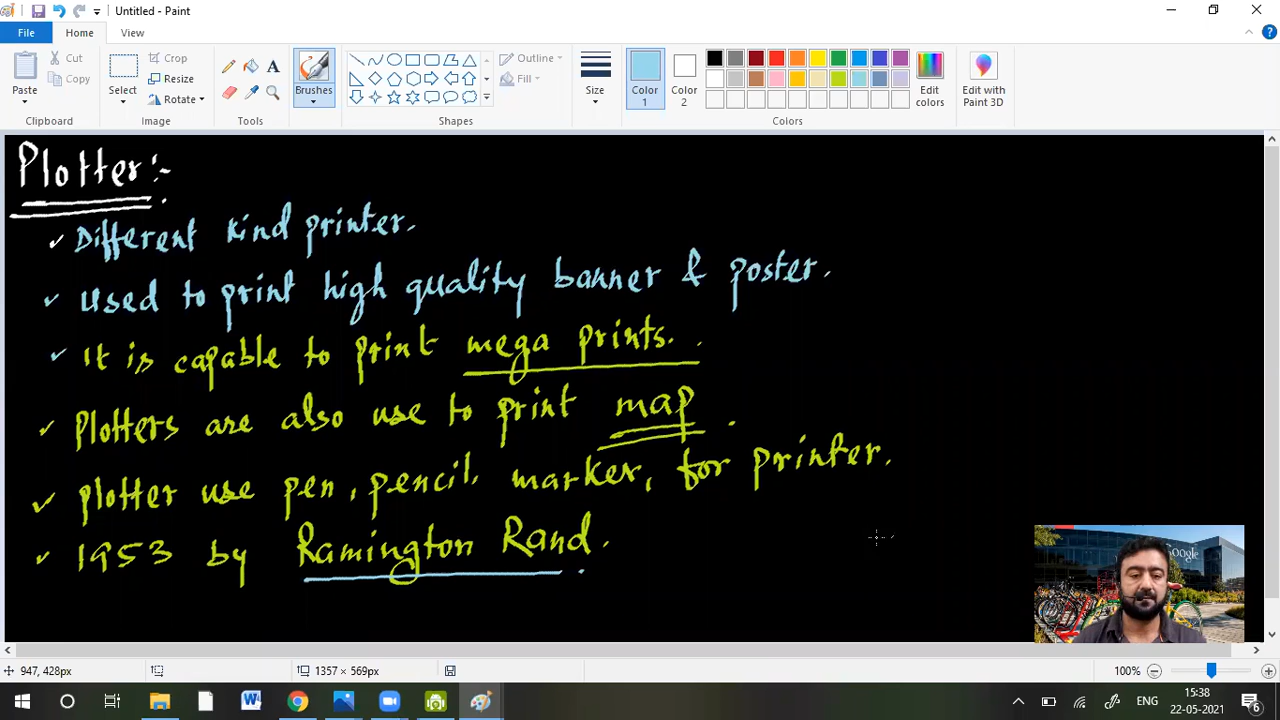 Untitled - Paint
File Home View
Paste Cut Copy Clipboard
Select Crop Resize Rotate Image
Tools
Brushes
Outline Fill Shapes
Size
Color 1 Color 2 Edit colors Colors
Edit with Paint 3D
Plotter:-
Different kind printer.
Used to print high quality banner & poster.
It is capable to print mega prints.
Plotters are also use to print map.
plotter use pen, pencil, marker, for printer.
1953 by Ramington Rand.
Google
947, 428px 1357 × 569px 100%
ENG 15:38 22-05-2021 6